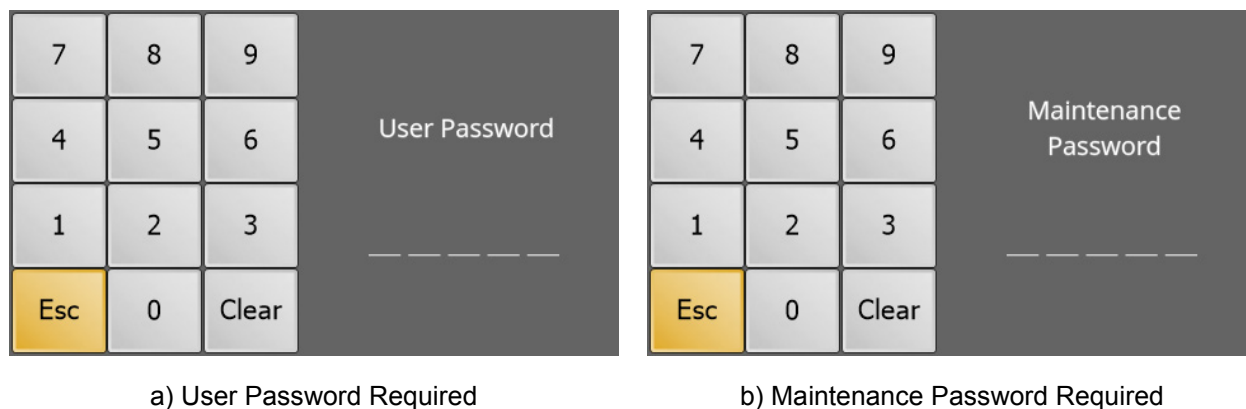 7 8 9
4 5 6
User Password
1 2 3
Esc 0 Clear
a) User Password Required
7 8 9
4 5 6
Maintenance
Password
1 2 3
Esc 0 Clear
b) Maintenance Password Required